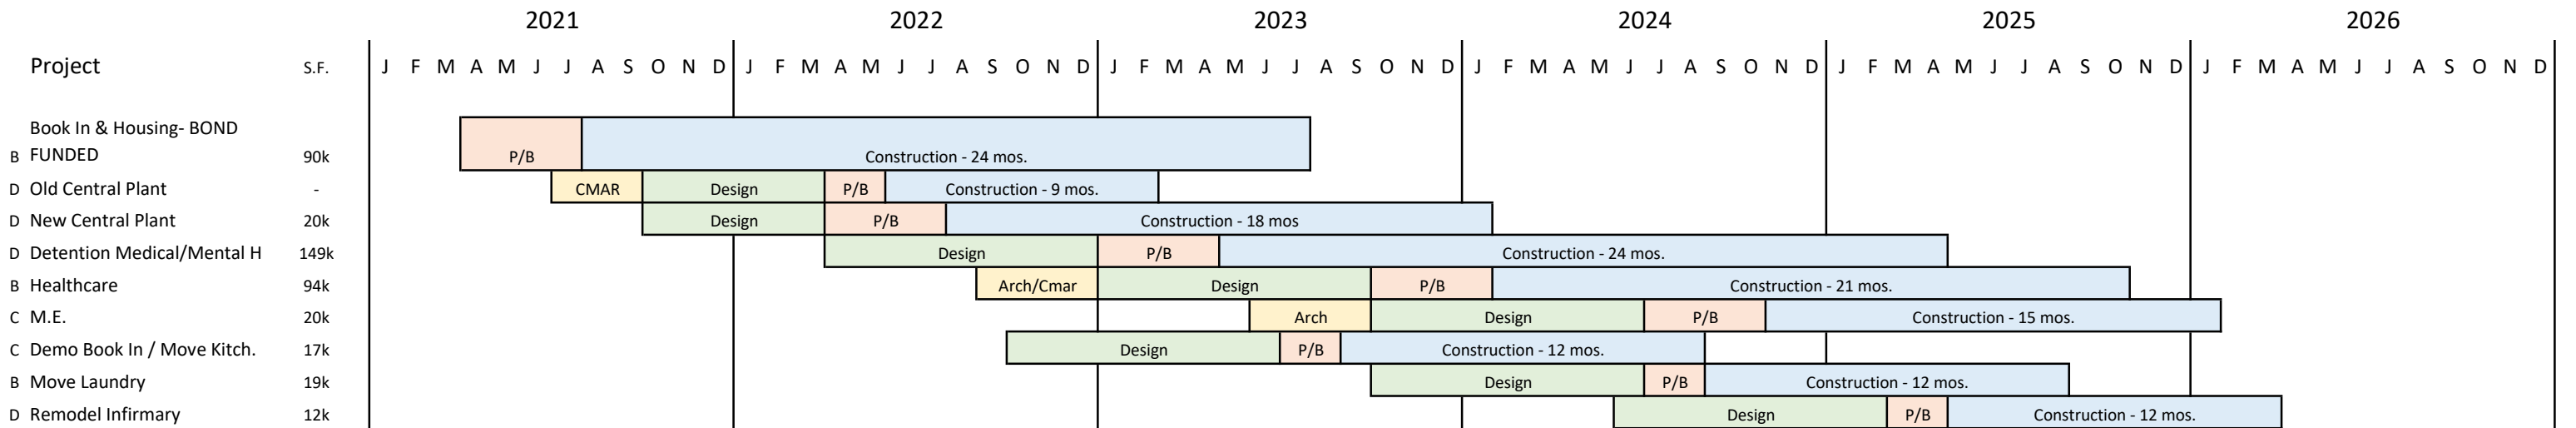 2021 2022 2023 2024 2025 2026
Project S.F. J F M A M J J A S O N D J F M A M J J A S O N D J F M A M J J A S O N D J F M A M J J A S O N D J F M A M J J A S O N D J F M A M J J A S O N D
Book In & Housing- BOND
B FUNDED 90k P/B Construction - 24 mos.
D Old Central Plant - CMAR Design P/B Construction - 9 mos.
D New Central Plant 20k Design P/B Construction - 18 mos
D Detention Medical/Mental H 149k Design P/B Construction - 24 mos.
B Healthcare 94k Arch/Cmar Design P/B Construction - 21 mos.
C M.E. 20k Arch Design P/B Construction - 15 mos.
C Demo Book In / Move Kitch. 17k Design P/B Construction - 12 mos.
B Move Laundry 19k Design P/B Construction - 12 mos.
D Remodel Infirmary 12k Design P/B Construction - 12 mos.